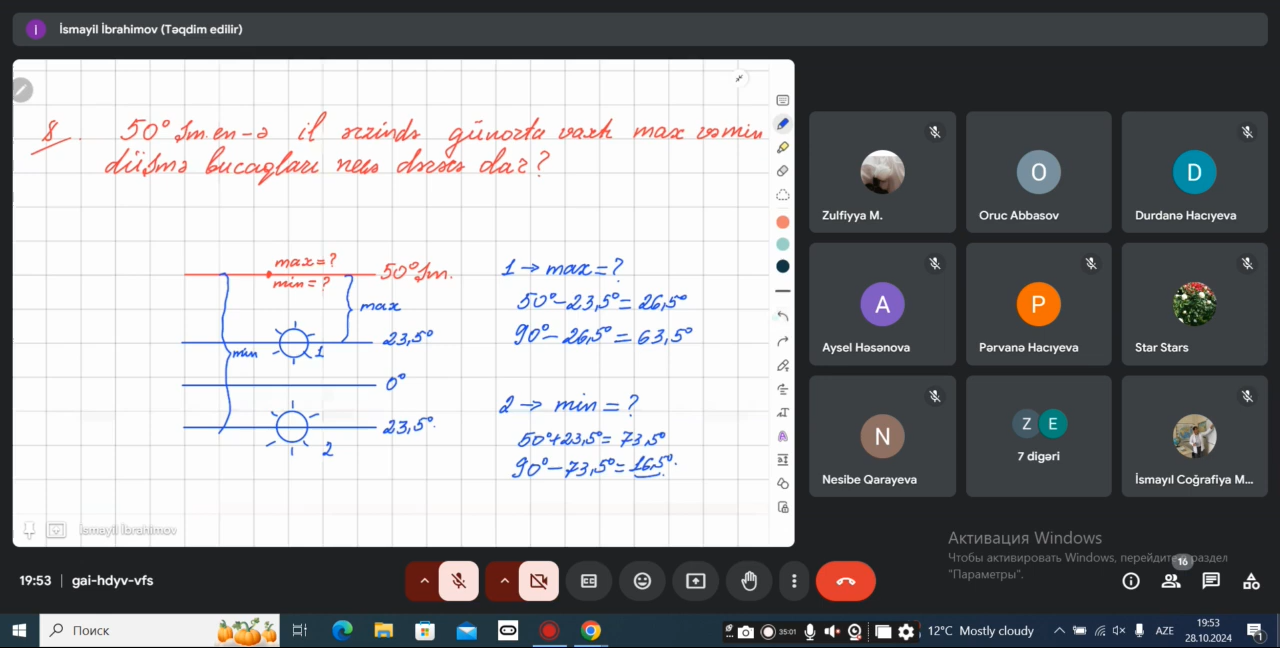 I İsmayil İbrahimov (Təqdim edilir)
8. 50° Şm.en-ə il ərzində günorta vaxtı max və min
düşmə bucaqları neçə dərəcədir?
max=? 50° Şm.
min=?
max
23,5°
min 1
0°
23,5°.
2
1 → max=?
50°-23,5°=26,5°
90°-26,5°=63,5°
2 → min=?
50°+23,5°=73,5°
90°-73,5°=16,5°.
İsmayil İbrahimov
Zulfiyya M.
O
Oruc Abbasov
D
Durdanə Hacıyeva
A
Aysel Həsənova
P
Pərvanə Hacıyeva
Star Stars
N
Nesibe Qarayeva
Z E
7 digəri
İsmayıl Coğrafiya M...
Активация Windows
Чтобы активировать Windows, перейдите раздел
"Параметры".
19:53 | gai-hdyv-vfs
16
Поиск
35:01
12°C Mostly cloudy
AZE
19:53
28.10.2024
1